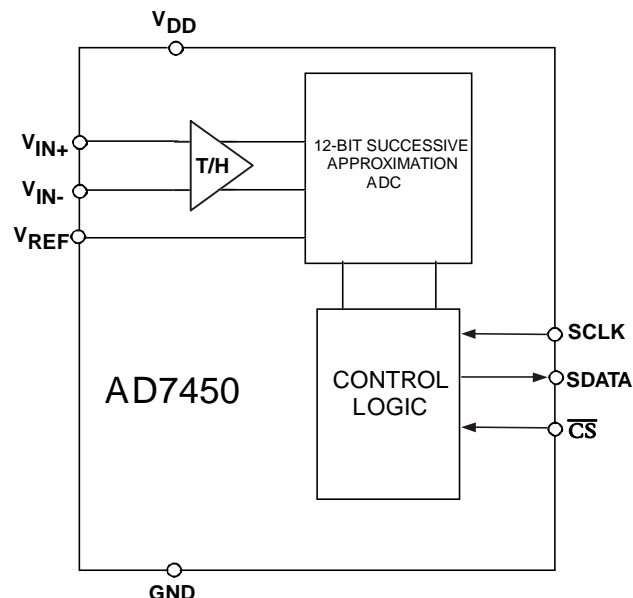 VDD
VIN+
T/H
12-BIT SUCCESSIVE
APPROXIMATION
ADC
VIN-
VREF
SCLK
AD7450
CONTROL
LOGIC
SDATA
CS
GND